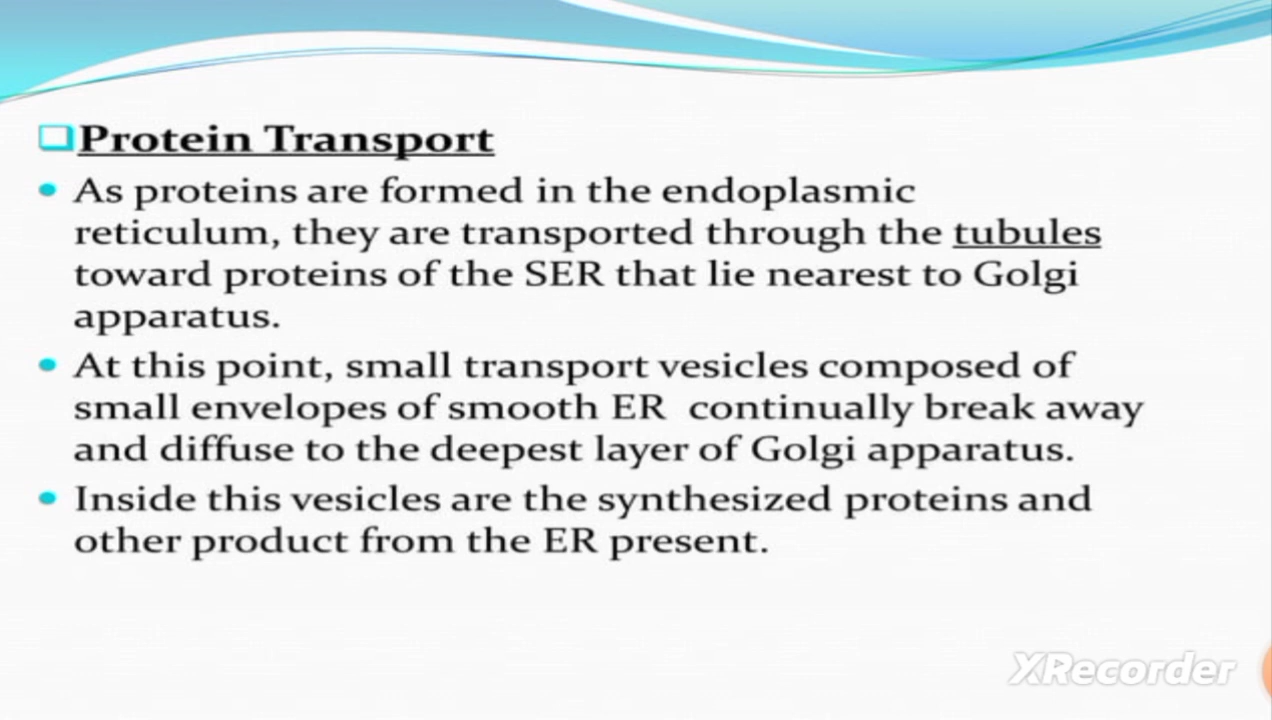 Protein Transport
As proteins are formed in the endoplasmic
reticulum, they are transported through the tubules
toward proteins of the SER that lie nearest to Golgi
apparatus.
At this point, small transport vesicles composed of
small envelopes of smooth ER continually break away
and diffuse to the deepest layer of Golgi apparatus.
Inside this vesicles are the synthesized proteins and
other product from the ER present.
XRecorder